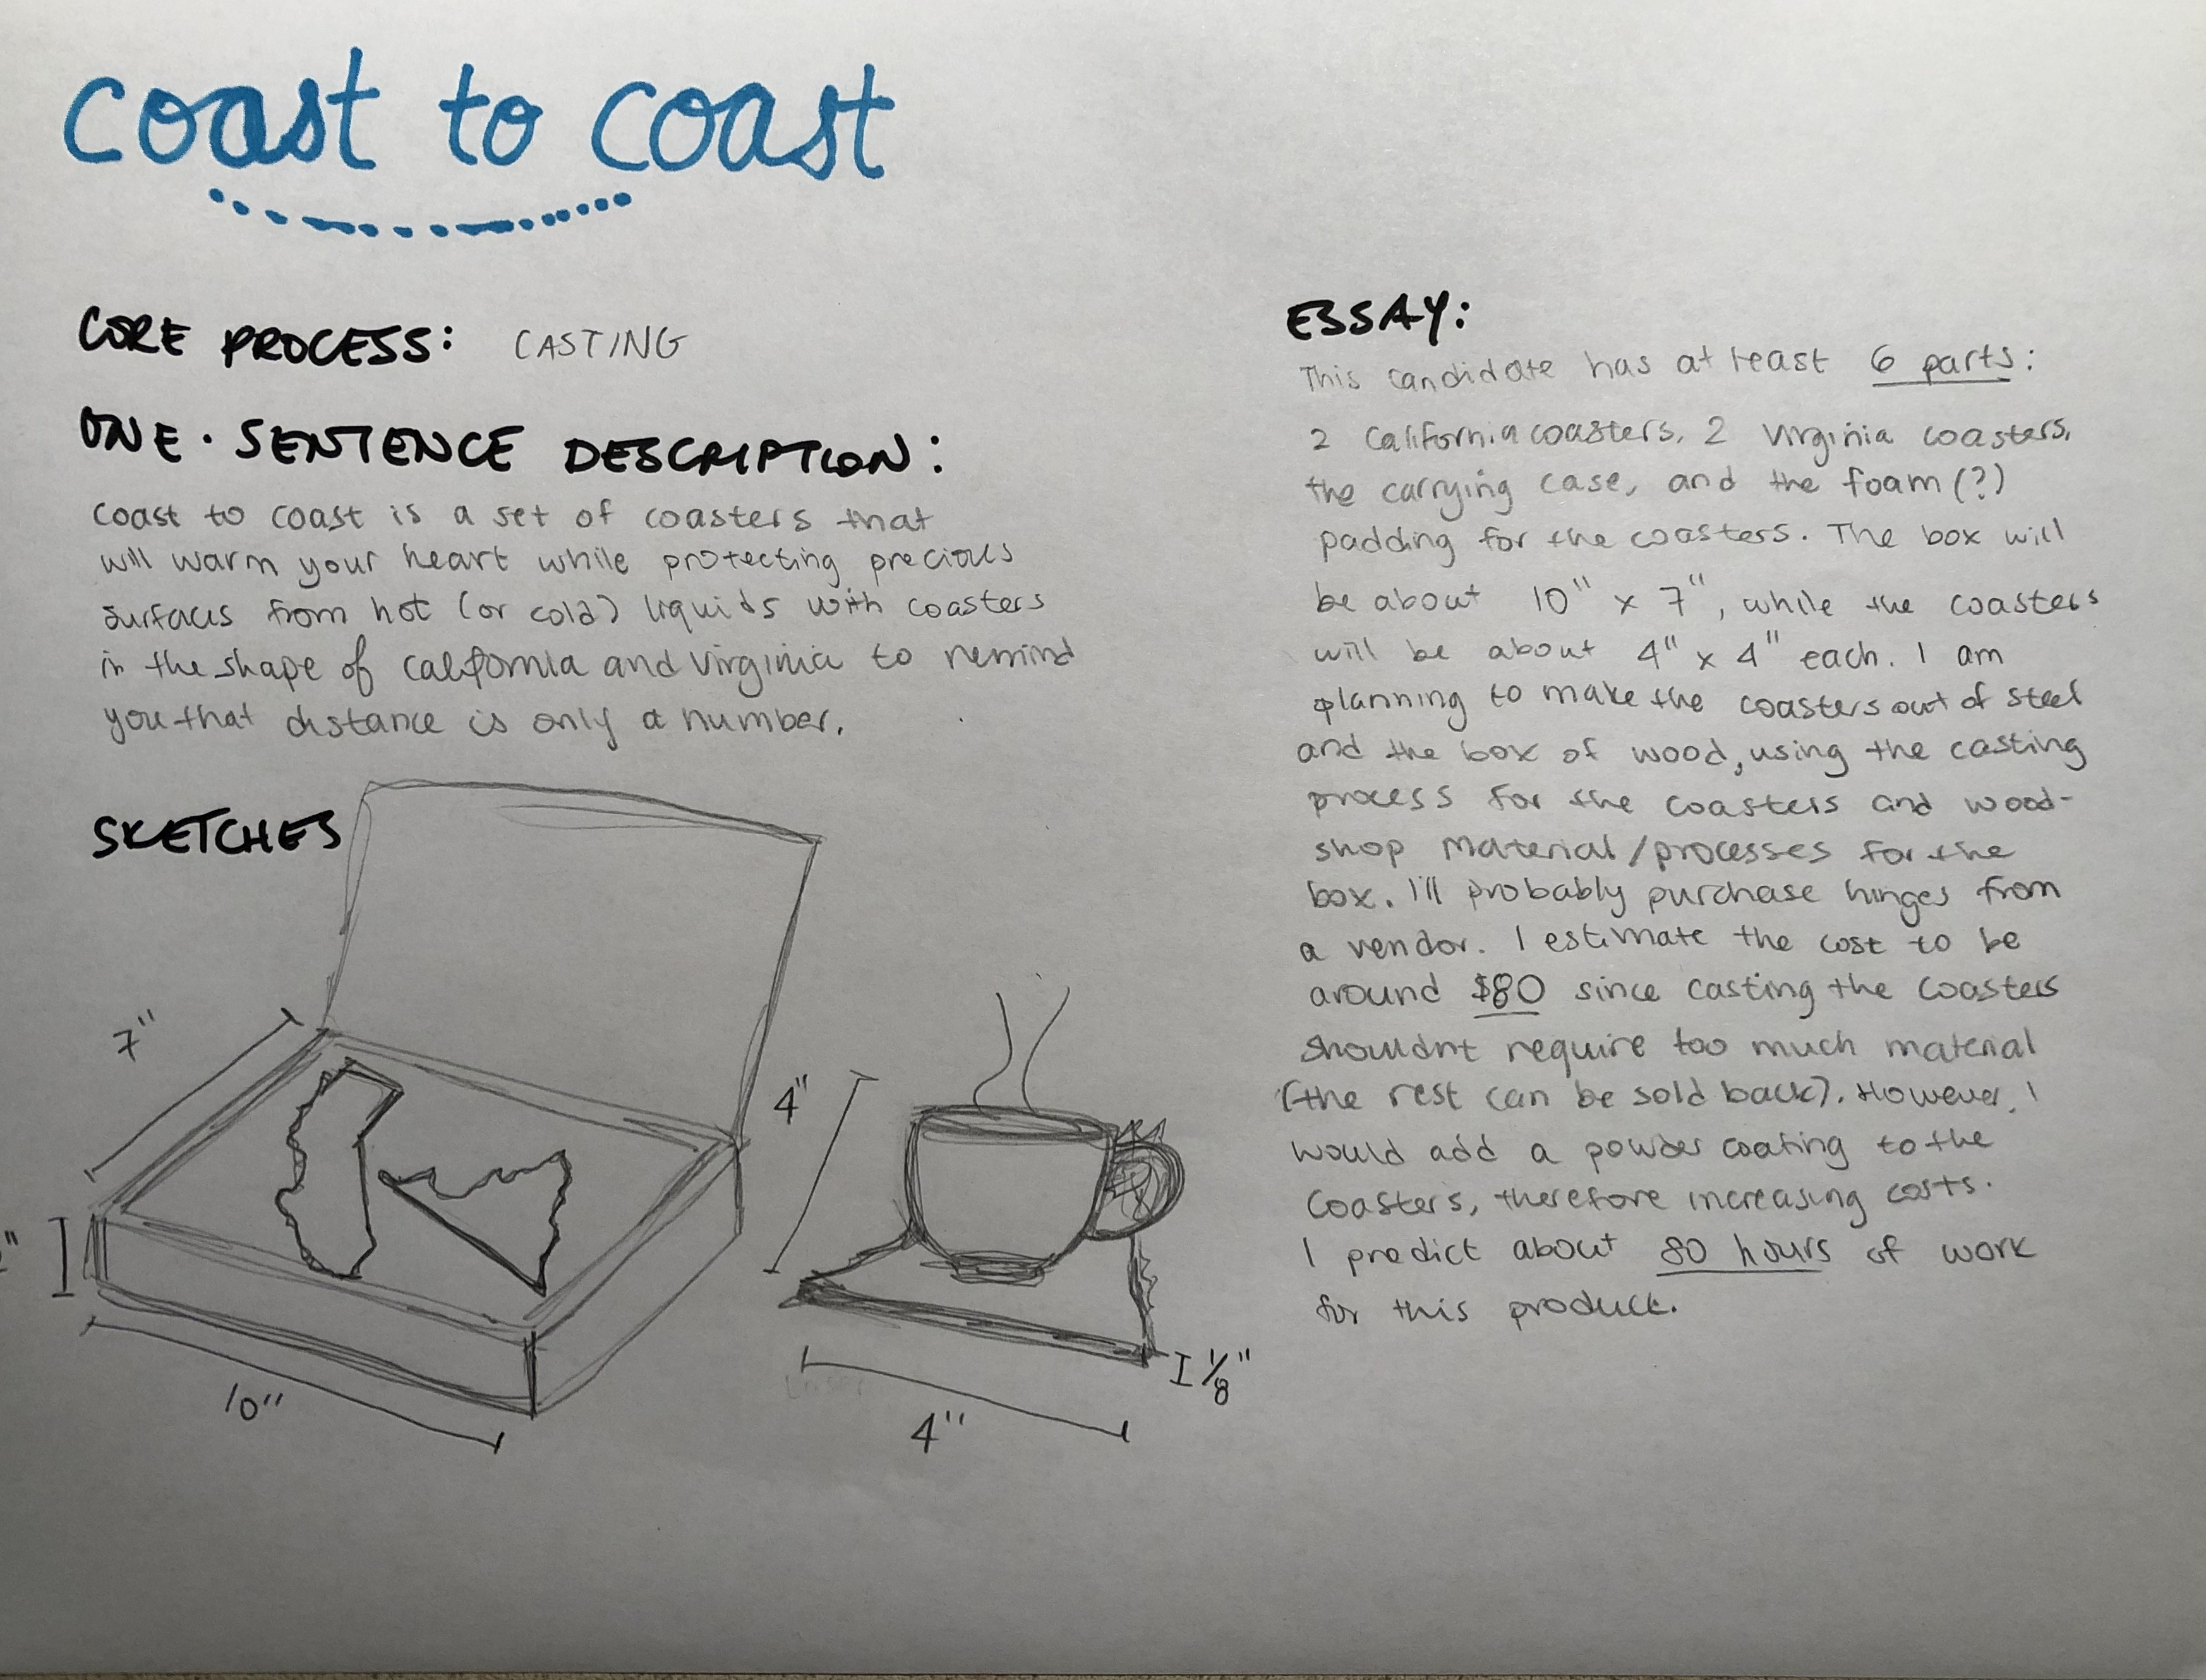 coast to coast
CORE PROCESS: CASTING
ONE-SENTENCE DESCRIPTION:
Coast to coast is a set of coasters that
will warm your heart while protecting precious
surfaces from hot (or cold) liquids with coasters
in the shape of california and virginia to remind
you that distance is only a number.
SKETCHES
7"
10"
4"
4"
1/8"
ESSAY:
This candidate has at least 6 parts:
2 California coasters, 2 Virginia coasters,
the carrying case, and the foam (?)
padding for the coasters. The box will
be about 10" x 7", while the coasters
will be about 4" x 4" each. I am
planning to make the coasters out of steel
and the box of wood, using the casting
process for the coasters and wood-
shop material/processes for the
box. I'll probably purchase hinges from
a vendor. I estimate the cost to be
around $80 since casting the coasters
shouldnt require too much material
(the rest can be sold back). However, I
would add a powder coating to the
coasters, therefore increasing costs.
I predict about 80 hours of work
for this product.